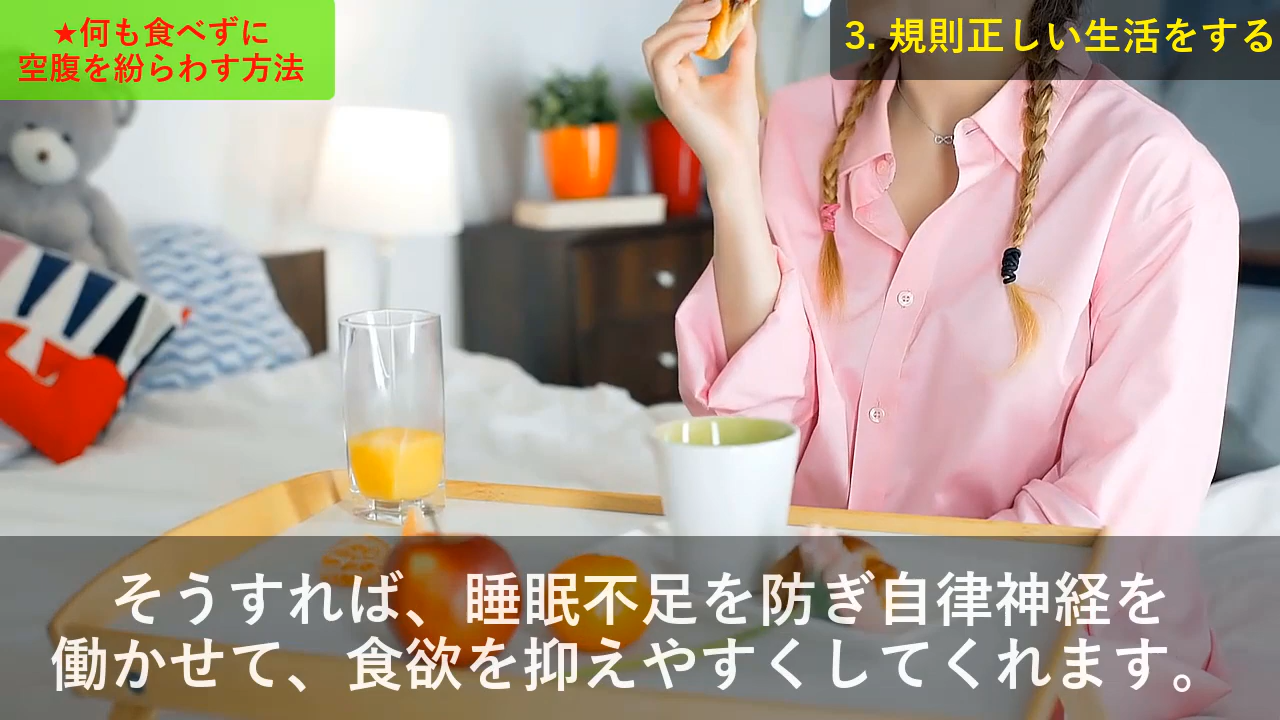 ★何も食べずに
空腹を紛らわす方法
3. 規則正しい生活をする
そうすれば、睡眠不足を防ぎ自律神経を
働かせて、食欲を抑えやすくしてくれます。